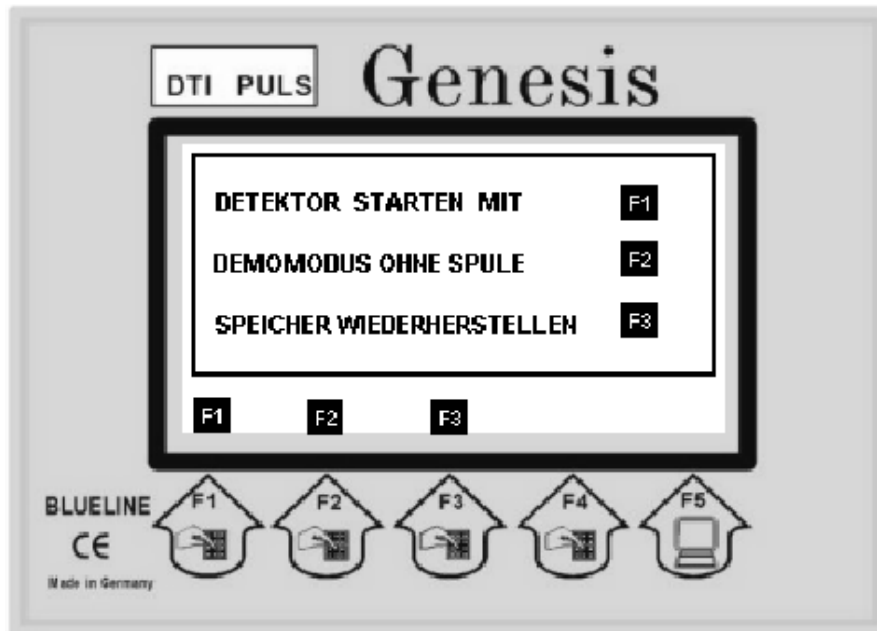 DTI PULS
Genesis
DETEKTOR STARTEN MIT F1
DEMOMODUS OHNE SPULE F2
SPEICHER WIEDERHERSTELLEN F3
F1 F2 F3
F1 F2 F3 F4 F5
BLUELINE
CE
Made in Germany